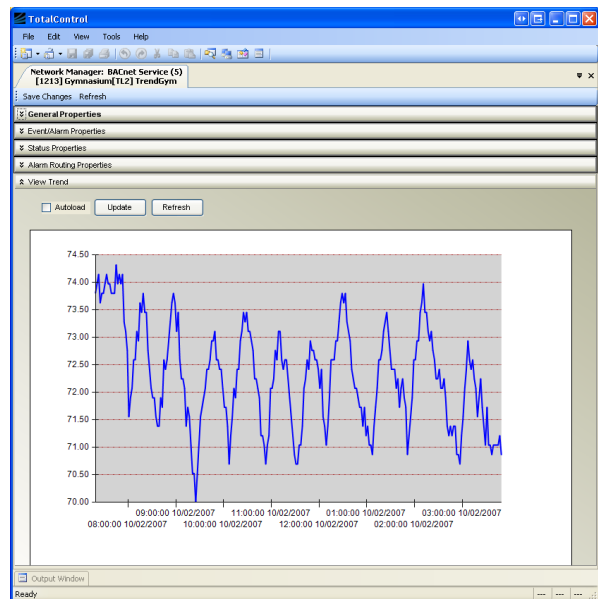 TotalControl
File Edit View Tools Help
Network Manager: BACnet Service (5)
[1213] Gymnasium[TL2] TrendGym
Save Changes Refresh
General Properties
Event/Alarm Properties
Status Properties
Alarm Routing Properties
View Trend
Autoload Update Refresh
74.50
74.00
73.50
73.00
72.50
72.00
71.50
71.00
70.50
70.00
09:00:00 10/02/2007 11:00:00 10/02/2007 01:00:00 10/02/2007 03:00:00 10/02/2007
08:00:00 10/02/2007 10:00:00 10/02/2007 12:00:00 10/02/2007 02:00:00 10/02/2007
Output Window
Ready